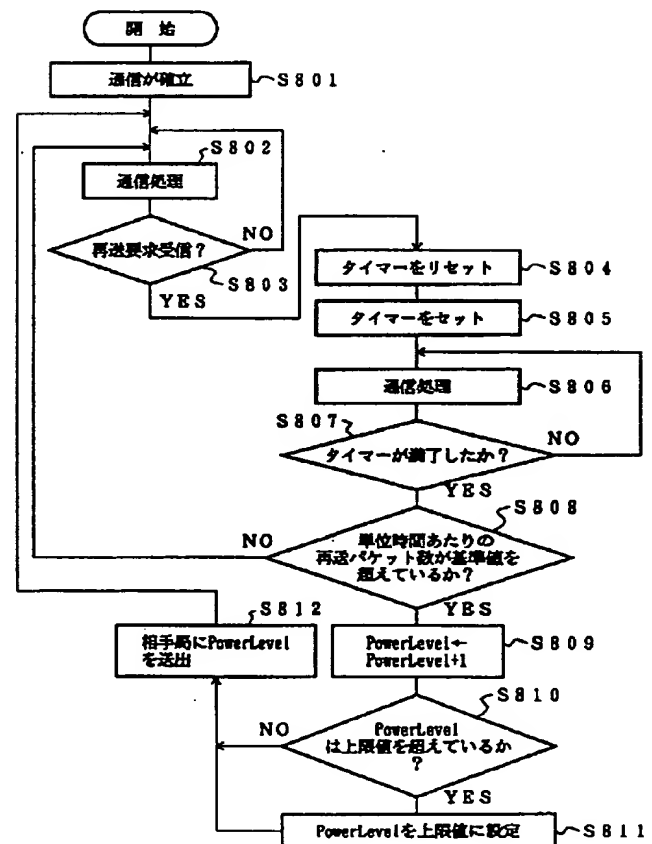 開 始
通信が確立
S801
S802
通信処理
再送要求受信？
NO
S803
YES
タイマーをリセット
S804
タイマーをセット
S805
通信処理
S806
S807
タイマーが満了したか？
NO
YES
S808
単位時間あたりの
再送パケット数が基準値を
超えているか？
NO
YES
S812
相手局にPowerLevel
を送出
PowerLevel←
PowerLevel+1
S809
S810
PowerLevel
は上限値を超えているか
？
NO
YES
PowerLevelを上限値に設定
S811